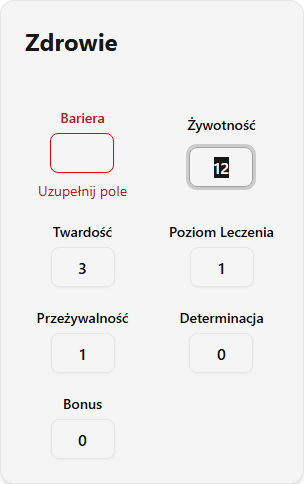 Zdrowie
Bariera
Żywotność
12
Uzupełnij pole
Twardość
Poziom Leczenia
3
1
Przeżywalność
Determinacja
1
0
Bonus
0